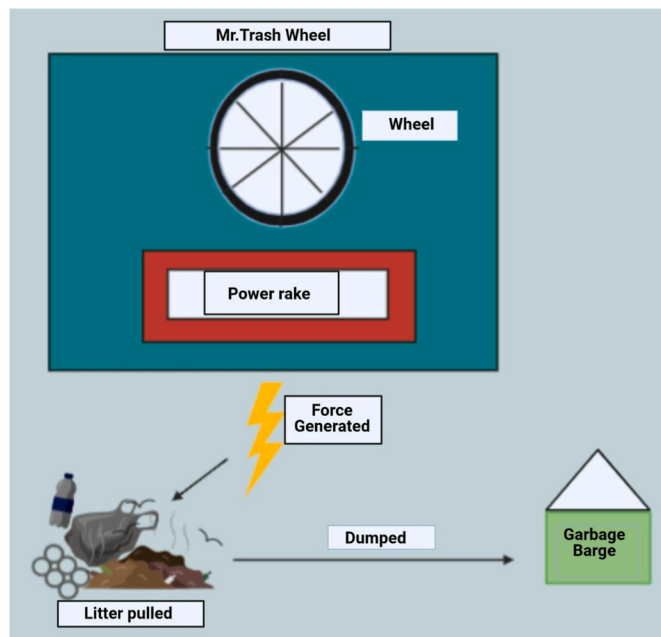 Mr.Trash Wheel
Wheel
Power rake
Force
Generated
Dumped
Garbage
Barge
Litter pulled